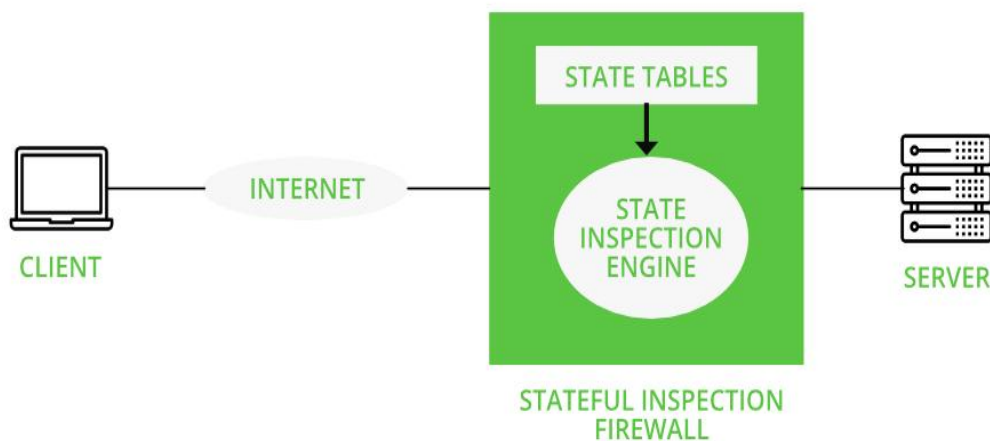 STATE TABLES
INTERNET
STATE
INSPECTION
ENGINE
CLIENT
SERVER
STATEFUL INSPECTION
FIREWALL